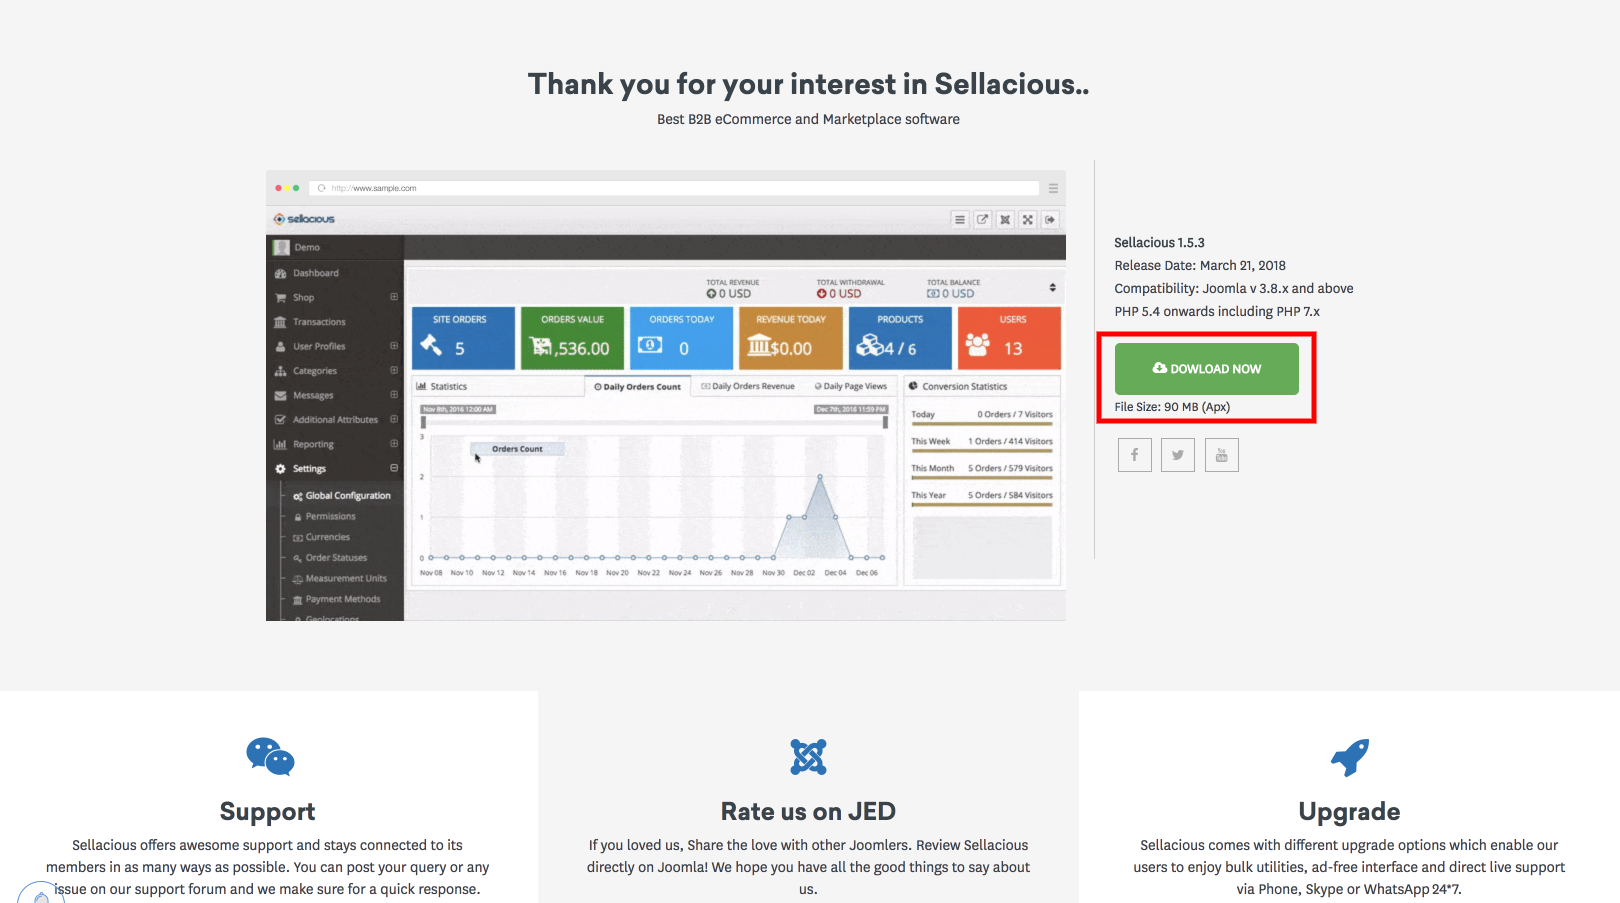 Thank you for your interest in Sellacious..
Best B2B eCommerce and Marketplace software
http://www.sample.com
sellacious
Demo
Dashboard
Shop
Transactions
User Profiles
Categories
Messages
Additional Attributes
Reporting
Settings
Global Configuration
Permissions
Currencies
Order Statuses
Measurement Units
Payment Methods
Geolocations
TOTAL REVENUE
0 USD
TOTAL WITHDRAWAL
0 USD
TOTAL BALANCE
0 USD
SITE ORDERS
5
ORDERS VALUE
,536.00
ORDERS TODAY
0
REVENUE TODAY
$0.00
PRODUCTS
4 / 6
USERS
13
Statistics
Daily Orders Count
Daily Orders Revenue
Daily Page Views
Nov 8th, 2016 12:00 AM
Dec 7th, 2016 11:59 PM
Orders Count
3
2
1
0
Nov 08 Nov 10 Nov 12 Nov 14 Nov 16 Nov 18 Nov 20 Nov 22 Nov 24 Nov 26 Nov 28 Nov 30 Dec 02 Dec 04 Dec 06
Conversion Statistics
Today 0 Orders / 7 Visitors
This Week 1 Orders / 414 Visitors
This Month 5 Orders / 579 Visitors
This Year 5 Orders / 584 Visitors
Sellacious 1.5.3
Release Date: March 21, 2018
Compatibility: Joomla v 3.8.x and above
PHP 5.4 onwards including PHP 7.x
DOWLOAD NOW
File Size: 90 MB (Apx)
You Tube
Support
Sellacious offers awesome support and stays connected to its
members in as many ways as possible. You can post your query or any
issue on our support forum and we make sure for a quick response.
Rate us on JED
If you loved us, Share the love with other Joomlers. Review Sellacious
directly on Joomla! We hope you have all the good things to say about
us.
Upgrade
Sellacious comes with different upgrade options which enable our
users to enjoy bulk utilities, ad-free interface and direct live support
via Phone, Skype or WhatsApp 24*7.